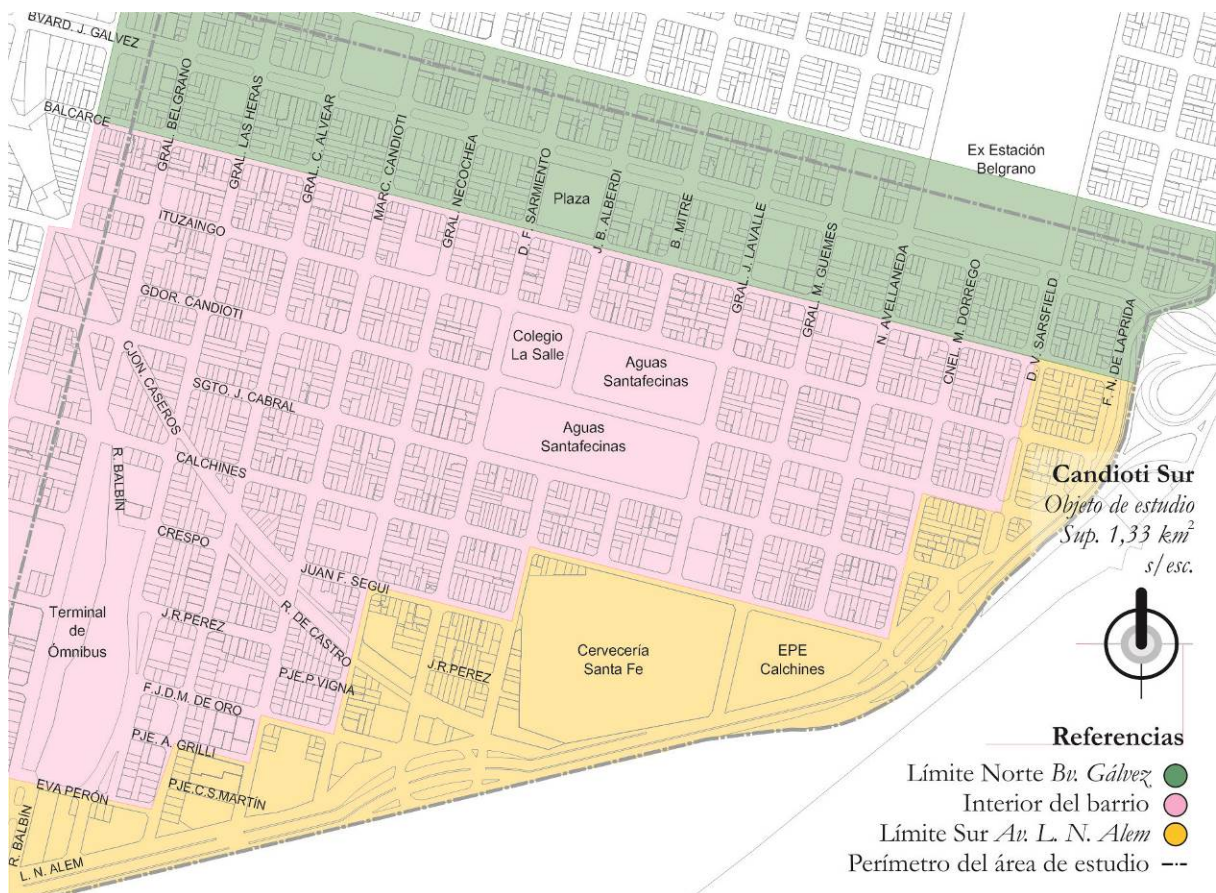 BVARD. J. GALVEZ
BALCARCE
GRAL. BELGRANO
GRAL. LAS HERAS
GRAL. C. ALVEAR
MARC. CANDIOTI
GRAL. NECOCHEA
D. F. SARMIENTO
Plaza
J. B. ALBERDI
B. MITRE
GRAL. J. LAVALLE
GRAL. M. GUEMES
N. AVELLANEDA
CNEL. M. DORREGO
D. V. SARSFIELD
F. N. DE LAPRIDA
Ex Estación
Belgrano
ITUZAINGO
GDOR. CANDIOTI
CJON. CASEROS
SGTO. J. CABRAL
CALCHINES
R. BALBÍN
CRESPO
JUAN F. SEGUI
J.R.PEREZ
R. DE CASTRO
PJE.P.VIGNA
J.R.PEREZ
F.J.D.M. DE ORO
PJE. A. GRILLI
PJE.C.S.MARTÍN
EVA PERÓN
R. BALBÍN
L. N. ALEM
Colegio
La Salle
Aguas
Santafecinas
Aguas
Santafecinas
Terminal
de
Ómnibus
Cervecería
Santa Fe
EPE
Calchines
Candioti Sur
Objeto de estudio
Sup. 1,33 km²
s/ esc.
Referencias
Límite Norte Bv. Gálvez
Interior del barrio
Límite Sur Av. L. N. Alem
Perímetro del área de estudio